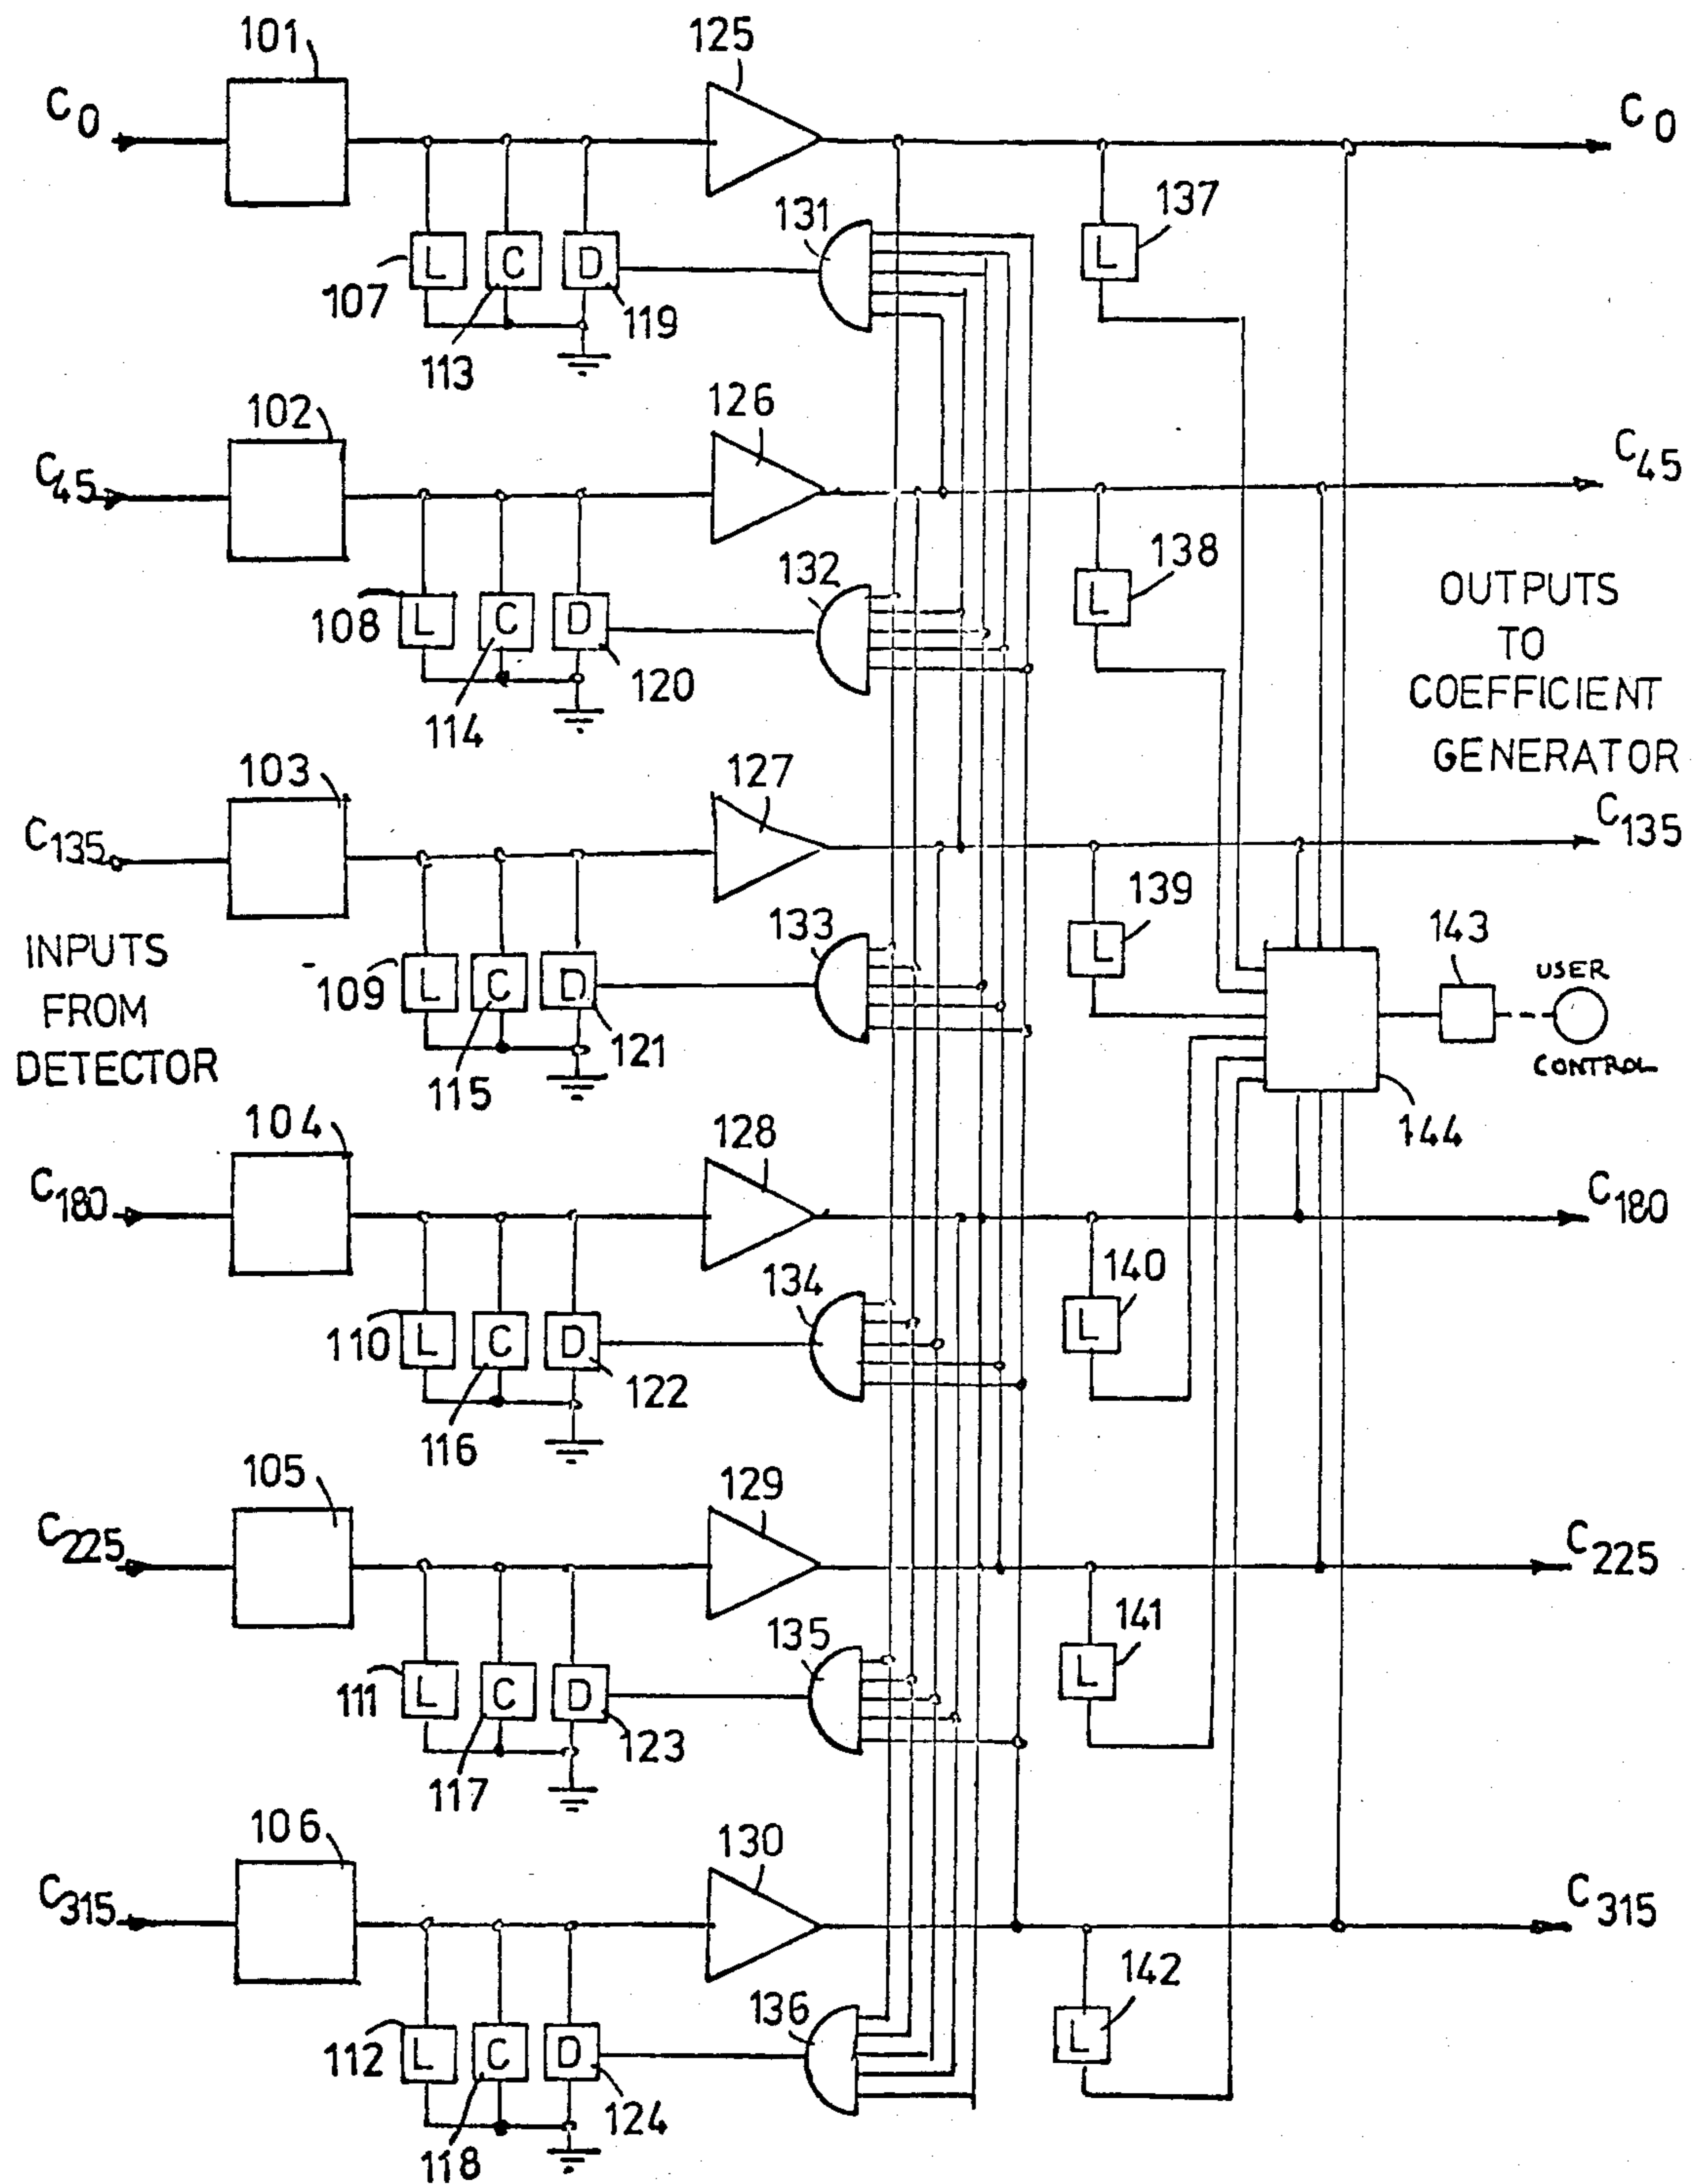 101
125
C0
C0
137
131
L
L
C
D
107
119
113
126
102
C45
C45
132
138
L
L
C
D
108
120
114
OUTPUTS
TO
COEFFICIENT
GENERATOR
103
127
C135
C135
139
133
L
143
INPUTS
FROM
DETECTOR
L
C
D
109
121
115
USER
CONTROL
144
104
128
C180
C180
140
134
L
L
C
D
110
122
116
105
129
C225
C225
141
135
L
L
C
D
111
123
117
106
130
C315
C315
142
136
L
L
C
D
112
124
118